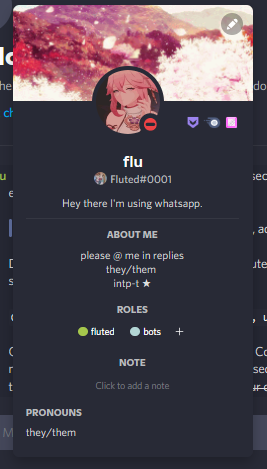 flu
Fluted#0001
Hey there I'm using whatsapp.
ABOUT ME
please @ me in replies
they/them
intp-t ★
ROLES
fluted bots +
NOTE
Click to add a note
PRONOUNS
they/them